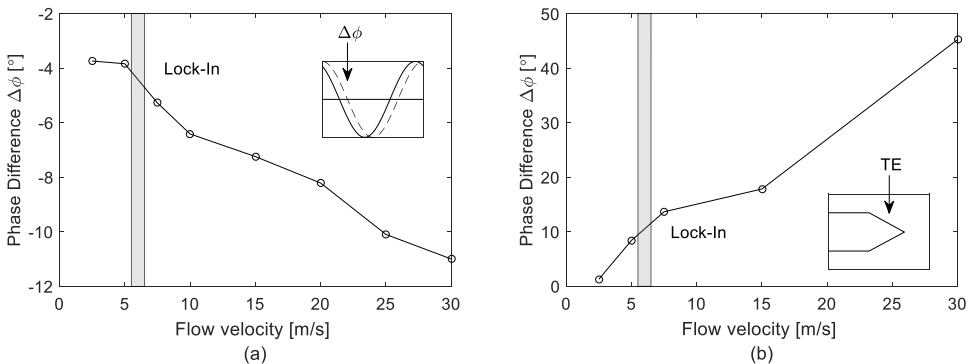 -2
-4
-6
-8
-10
-12
0
5
10
15
20
25
30
Phase Difference Δϕ [°]
Flow velocity [m/s]
Lock-In
Δϕ
(a)
50
40
30
20
10
0
0
5
10
15
20
25
30
Phase Difference Δϕ [°]
Flow velocity [m/s]
Lock-In
TE
(b)